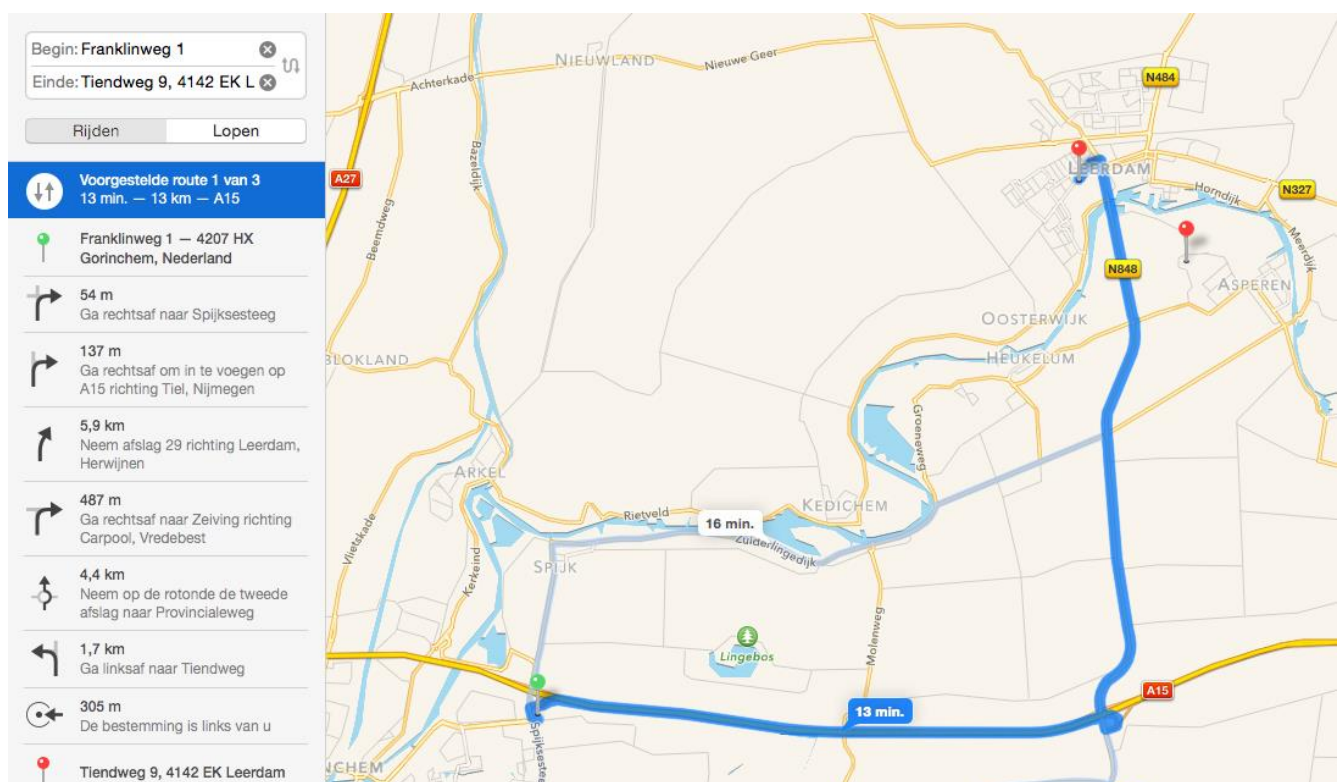 Begin: Franklinweg 1
Einde: Tiendweg 9, 4142 EK L
Rijden
Lopen
Voorgestelde route 1 van 3
13 min. — 13 km — A15
Franklinweg 1 — 4207 HX
Gorinchem, Nederland
54 m
Ga rechtsaf naar Spijksesteeg
137 m
Ga rechtsaf om in te voegen op
A15 richting Tiel, Nijmegen
5,9 km
Neem afslag 29 richting Leerdam,
Herwijnen
487 m
Ga rechtsaf naar Zeiving richting
Carpool, Vredebest
4,4 km
Neem op de rotonde de tweede
afslag naar Provincialeweg
1,7 km
Ga linksaf naar Tiendweg
305 m
De bestemming is links van u
Tiendweg 9, 4142 EK Leerdam
NIEUWLAND
Nieuwe Geer
Achterkade
N484
Bazeldijk
A27
LEERDAM
Horndijk
N327
Beemdweg
Meerdijk
N848
ASPEREN
OOSTERWIJK
BLOKLAND
HEUKELUM
Groeneweg
ARKEL
Rietveld
KEDICHEM
16 min.
Zuiderlingedijk
Vlietskade
Kerkeind
SPIJK
Molenweg
Lingebos
A15
13 min.
Spijksestee
NCHEM